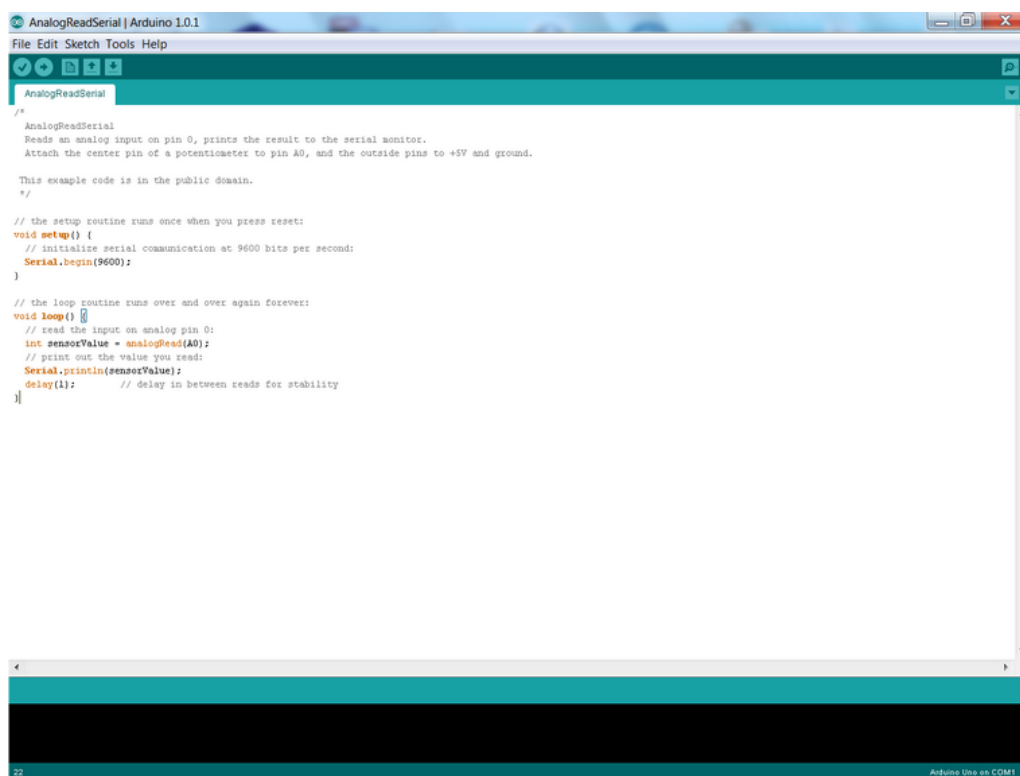 AnalogReadSerial | Arduino 1.0.1
File Edit Sketch Tools Help
AnalogReadSerial
/*
  AnalogReadSerial
  Reads an analog input on pin 0, prints the result to the serial monitor.
  Attach the center pin of a potentiometer to pin A0, and the outside pins to +5V and ground.

 This example code is in the public domain.
 */

// the setup routine runs once when you press reset:
void setup() {
  // initialize serial communication at 9600 bits per second:
  Serial.begin(9600);
}

// the loop routine runs over and over again forever:
void loop() {
  // read the input on analog pin 0:
  int sensorValue = analogRead(A0);
  // print out the value you read:
  Serial.println(sensorValue);
  delay(1);        // delay in between reads for stability
}
22
Arduino Uno on COM1